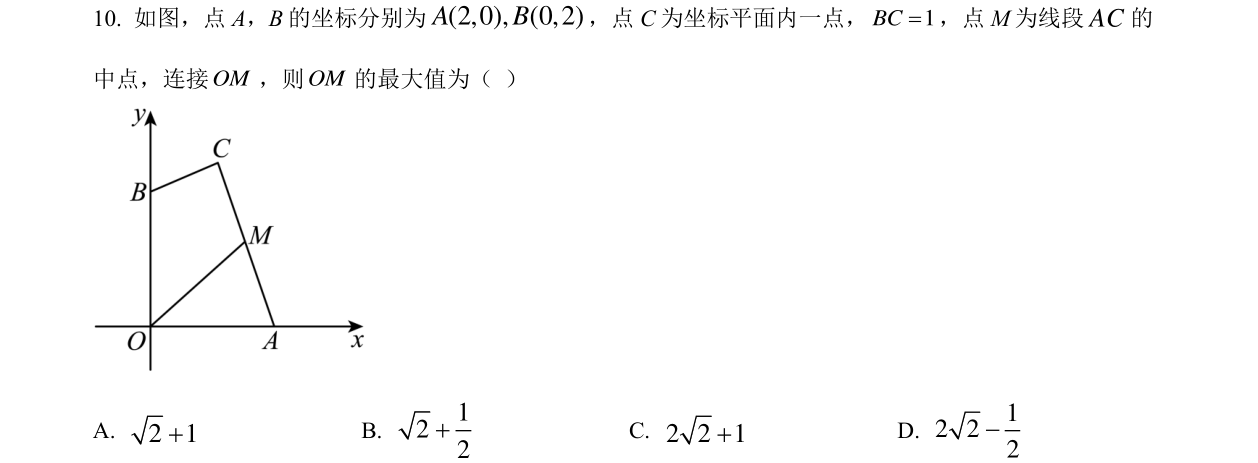 10. 如图，点 A，B 的坐标分别为 A(2,0), B(0,2)，点 C 为坐标平面内一点，BC=1，点 M 为线段 AC 的
中点，连接 OM，则 OM 的最大值为（ ）
y
C
B
M
O
A
x
A. √2+1 B. √2+1/2 C. 2√2+1 D. 2√2−1/2